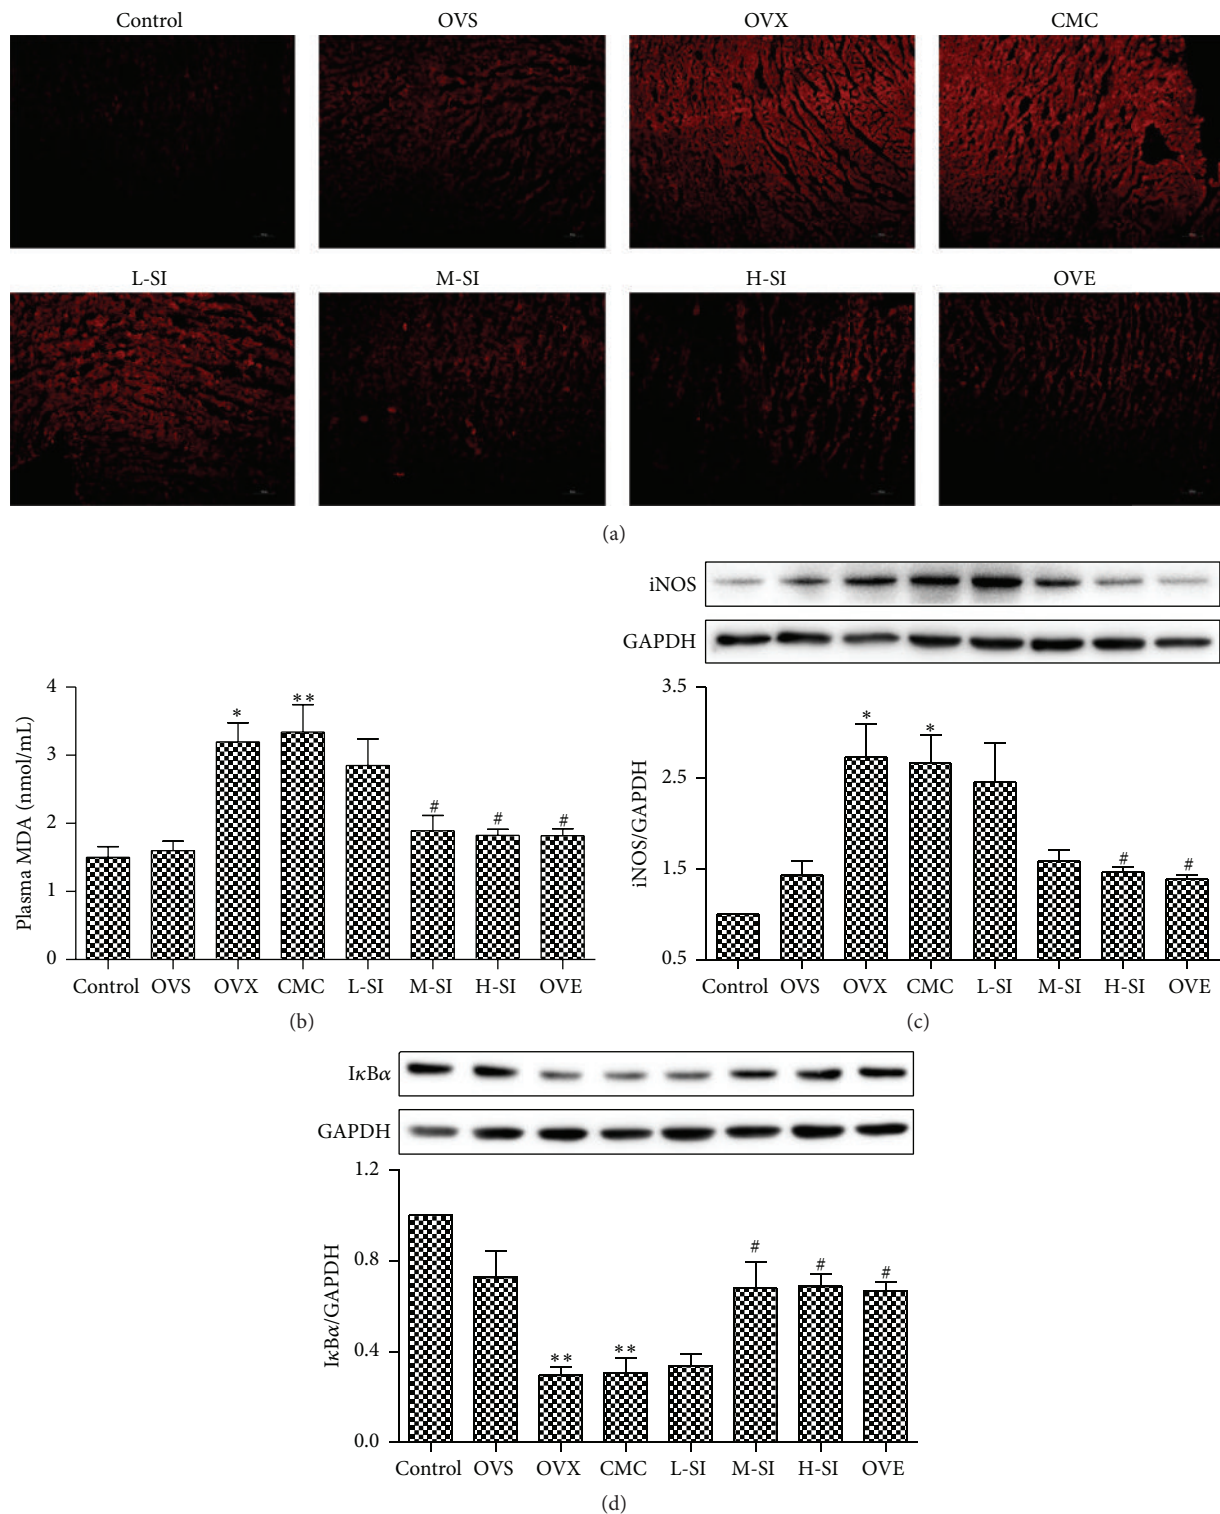 Control OVS OVX CMC
L-SI M-SI H-SI OVE
(a)
iNOS
GAPDH
Plasma MDA (nmol/mL)
4
3
2
1
0
*
**
#
#
#
Control OVS OVX CMC L-SI M-SI H-SI OVE
(b)
iNOS/GAPDH
3.5
2.5
1.5
0.5
*
*
#
#
Control OVS OVX CMC L-SI M-SI H-SI OVE
(c)
IκBα
GAPDH
IκBα/GAPDH
1.2
0.8
0.4
0.0
**
**
#
#
#
Control OVS OVX CMC L-SI M-SI H-SI OVE
(d)